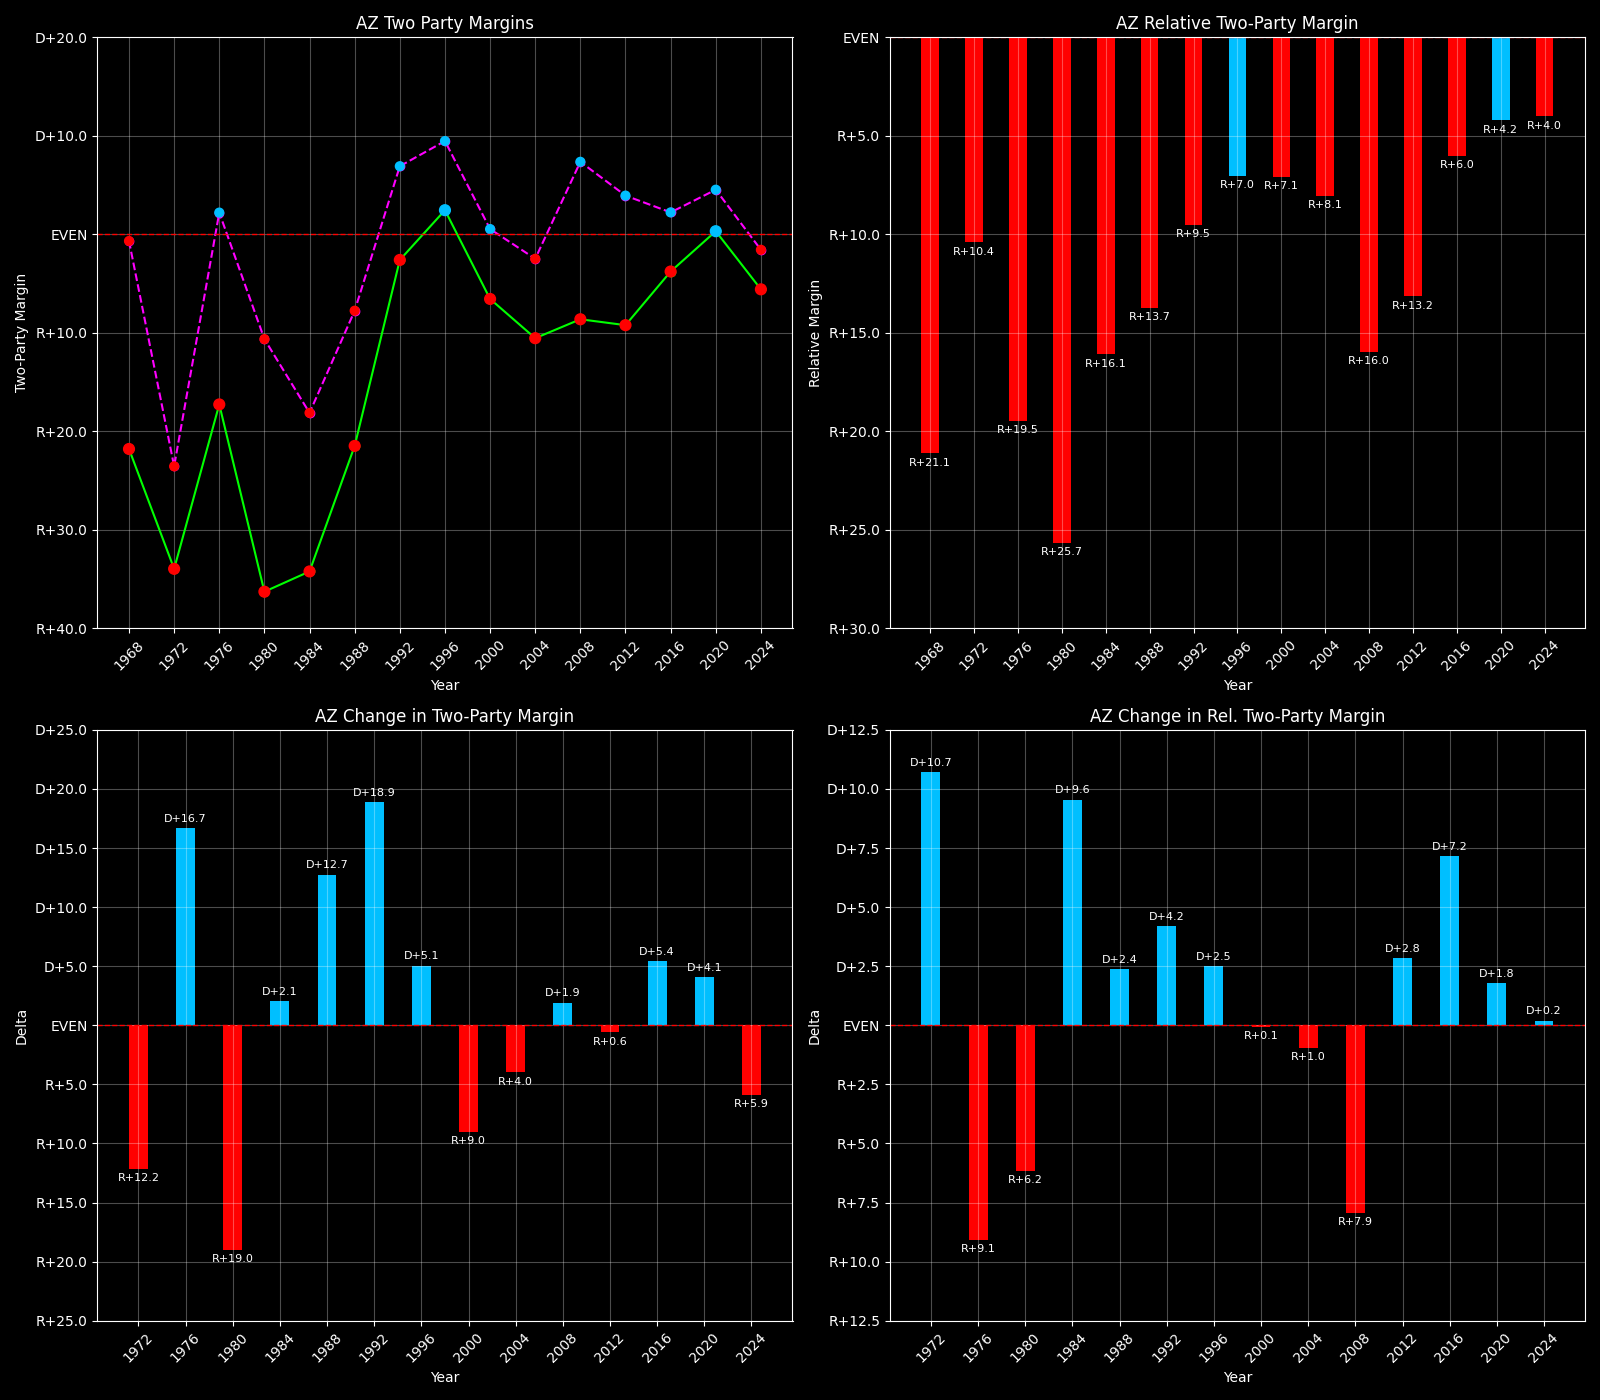 AZ Two Party Margins
D+20.0
D+10.0
EVEN
R+10.0
R+20.0
R+30.0
R+40.0
Two-Party Margin
1968 1972 1976 1980 1984 1988 1992 1996 2000 2004 2008 2012 2016 2020 2024
Year
AZ Relative Two-Party Margin
EVEN
R+5.0
R+10.0
R+15.0
R+20.0
R+25.0
R+30.0
Relative Margin
R+21.1 R+10.4 R+19.5 R+25.7 R+16.1 R+13.7 R+9.5 R+7.0 R+7.1 R+8.1 R+16.0 R+13.2 R+6.0 R+4.2 R+4.0
1968 1972 1976 1980 1984 1988 1992 1996 2000 2004 2008 2012 2016 2020 2024
Year
AZ Change in Two-Party Margin
D+25.0
D+20.0
D+15.0
D+10.0
D+5.0
EVEN
R+5.0
R+10.0
R+15.0
R+20.0
R+25.0
Delta
R+12.2 D+16.7 R+19.0 D+2.1 D+12.7 D+18.9 D+5.1 R+9.0 R+4.0 D+1.9 R+0.6 D+5.4 D+4.1 R+5.9
1972 1976 1980 1984 1988 1992 1996 2000 2004 2008 2012 2016 2020 2024
Year
AZ Change in Rel. Two-Party Margin
D+12.5
D+10.0
D+7.5
D+5.0
D+2.5
EVEN
R+2.5
R+5.0
R+7.5
R+10.0
R+12.5
Delta
D+10.7 R+9.1 R+6.2 D+9.6 D+2.4 D+4.2 D+2.5 R+0.1 R+1.0 R+7.9 D+2.8 D+7.2 D+1.8 D+0.2
1972 1976 1980 1984 1988 1992 1996 2000 2004 2008 2012 2016 2020 2024
Year